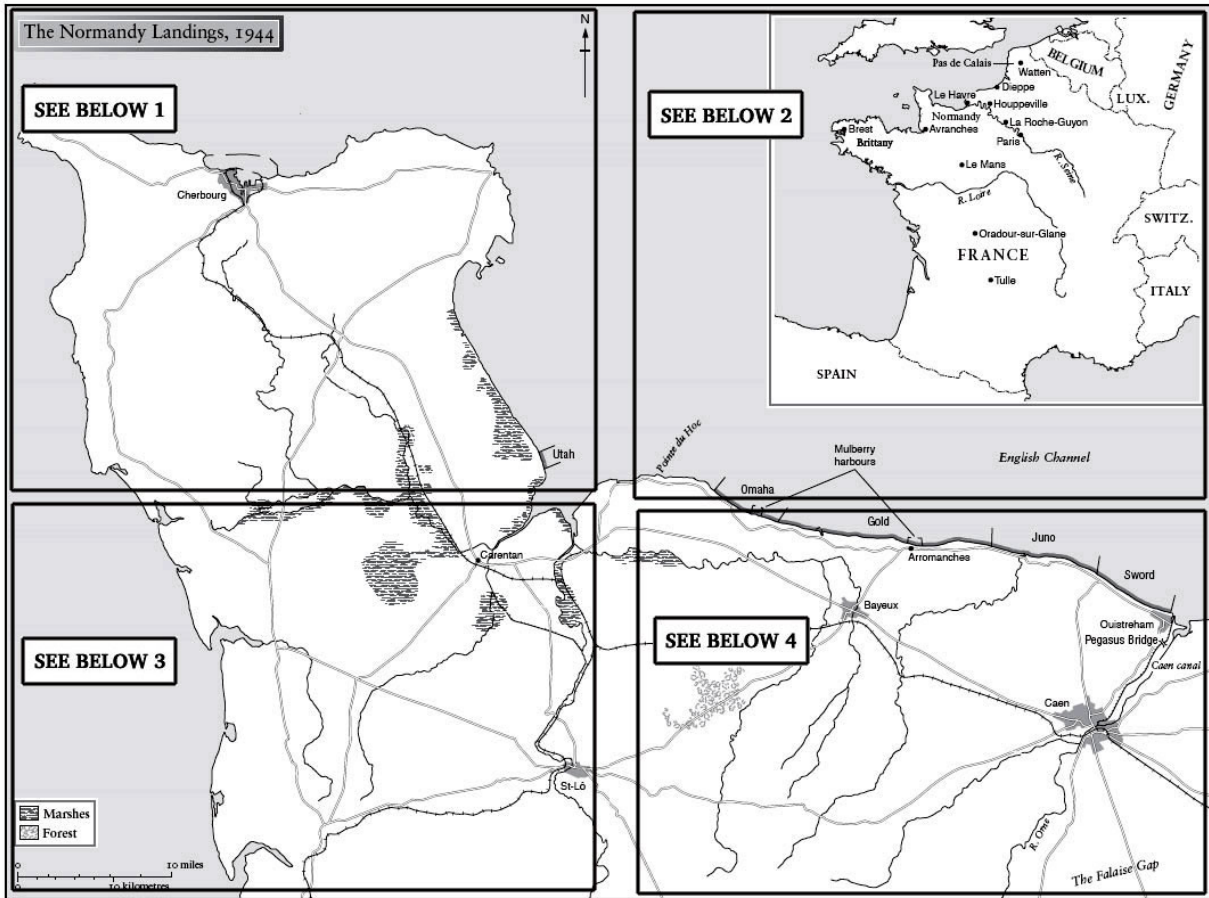 The Normandy Landings, 1944
N
SEE BELOW 1
Cherbourg
Utah
SEE BELOW 2
Pas de Calais
Watten
BELGIUM
GERMANY
Dieppe
LUX.
Le Havre
Houppeville
Normandy
La Roche-Guyon
Brest
Avranches
Paris
Brittany
R. Seine
Le Mans
R. Loire
SWITZ.
Oradour-sur-Glane
FRANCE
Tulle
ITALY
SPAIN
Pointe du Hoc
Mulberry
harbours
English Channel
Omaha
Gold
Juno
Sword
Arromanches
Carentan
Bayeux
Ouistreham
Pegasus Bridge
Caen canal
SEE BELOW 3
SEE BELOW 4
Caen
St-Lô
Marshes
Forest
R. Orne
The Falaise Gap
0 10 miles
0 10 kilometres